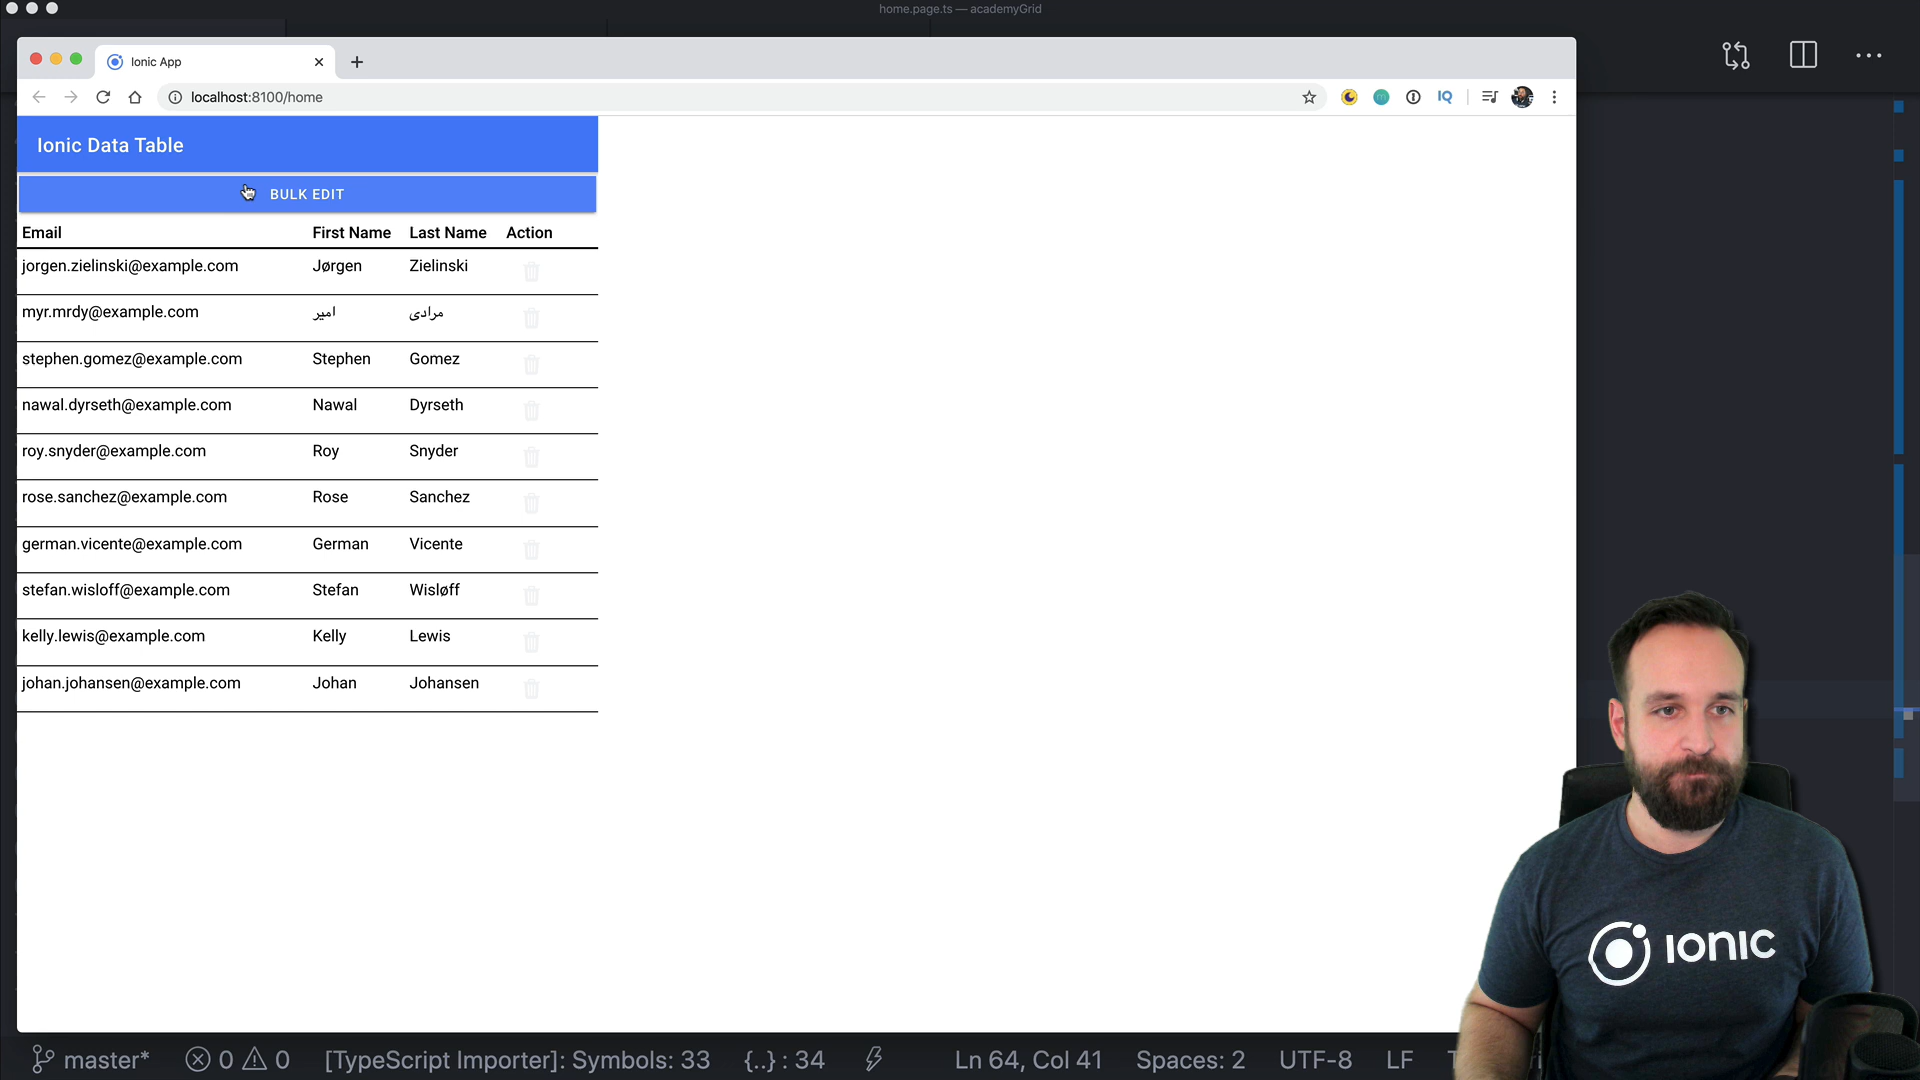 home.page.ts — academyGrid
Ionic App
localhost:8100/home
IQ
Ionic Data Table
BULK EDIT
Email First Name Last Name Action
jorgen.zielinski@example.com Jørgen Zielinski
myr.mrdy@example.com امیر مرادی
stephen.gomez@example.com Stephen Gomez
nawal.dyrseth@example.com Nawal Dyrseth
roy.snyder@example.com Roy Snyder
rose.sanchez@example.com Rose Sanchez
german.vicente@example.com German Vicente
stefan.wisloff@example.com Stefan Wisløff
kelly.lewis@example.com Kelly Lewis
johan.johansen@example.com Johan Johansen
IONIC
master* 0 0 [TypeScript Importer]: Symbols: 33 {..} : 34 Ln 64, Col 41 Spaces: 2 UTF-8 LF